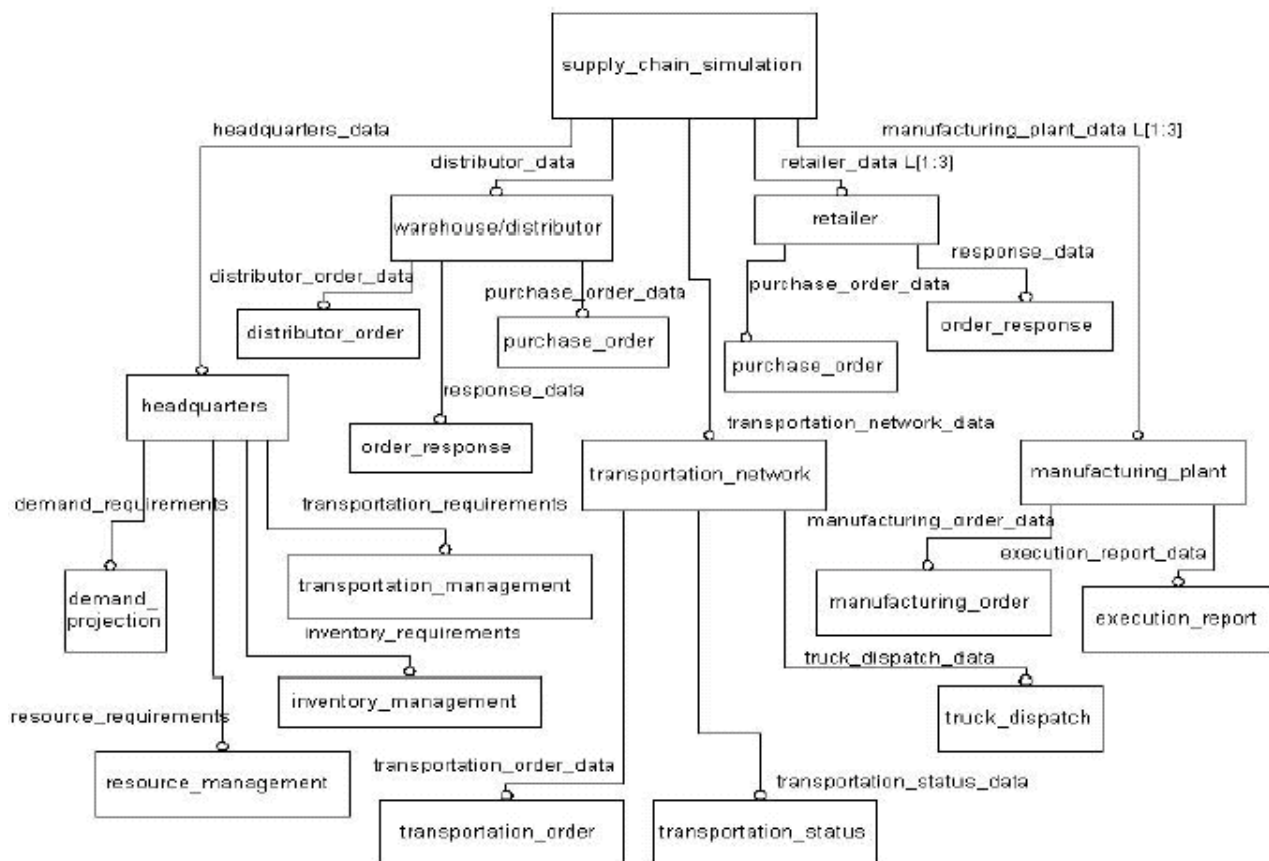 supply_chain_simulation
headquarters_data
manufacturing_plant_data L[1:3]
distributor_data
retailer_data L[1:3]
warehouse/distributor
retailer
response_data
distributor_order_data
purchase_order_data
purchase_order_data
distributor_order
purchase_order
order_response
purchase_order
headquarters
response_data
order_response
transportation_network_data
transportation_network
manufacturing_plant
demand_requirements
transportation_requirements
manufacturing_order_data
execution_report_data
demand_
projection
transportation_management
manufacturing_order
execution_report
inventory_requirements
truck_dispatch_data
inventory_management
truck_dispatch
resource_requirements
resource_management
transportation_order_data
transportation_status_data
transportation_order
transportation_status